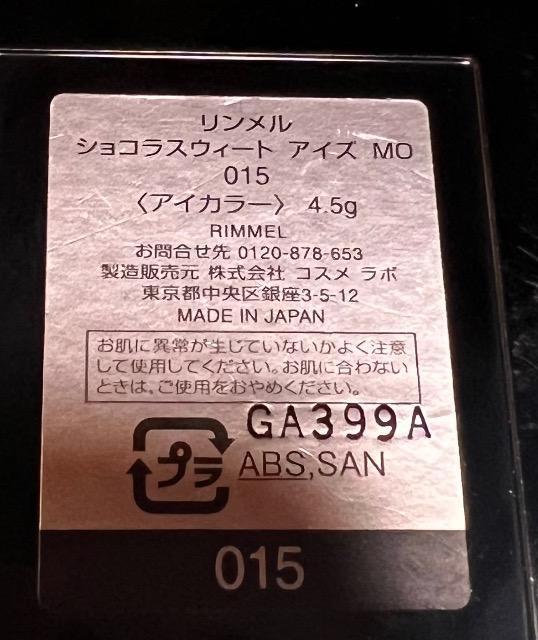 リンメル
ショコラスウィート アイズ MO
015
〈アイカラー〉 4.5g
RIMMEL
お問合せ先 0120-878-653
製造販売元 株式会社 コスメ ラボ
東京都中央区銀座3-5-12
MADE IN JAPAN
お肌に異常が生じていないかよく注意
して使用してください。お肌に合わない
ときは、ご使用をおやめください。
GA399A
プラ ABS,SAN
015